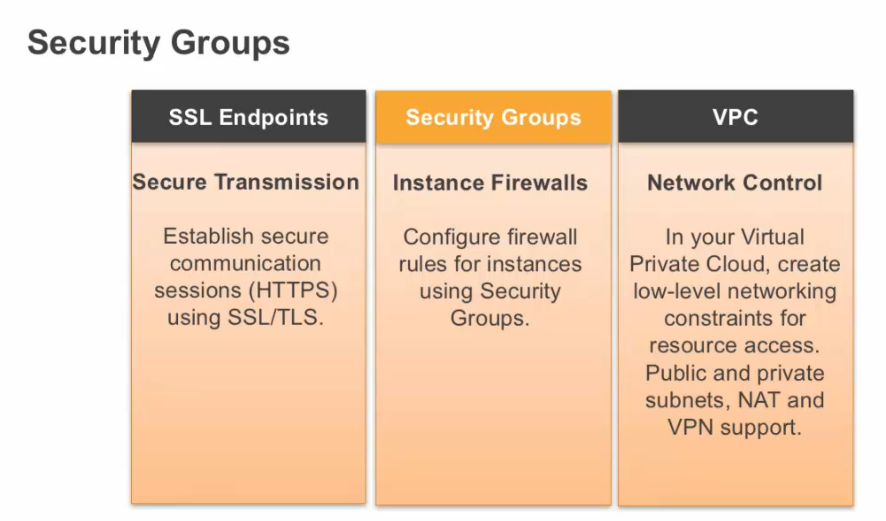 Security Groups
SSL Endpoints
Secure Transmission
Establish secure
communication
sessions (HTTPS)
using SSL/TLS.
Security Groups
Instance Firewalls
Configure firewall
rules for instances
using Security
Groups.
VPC
Network Control
In your Virtual
Private Cloud, create
low-level networking
constraints for
resource access.
Public and private
subnets, NAT and
VPN support.